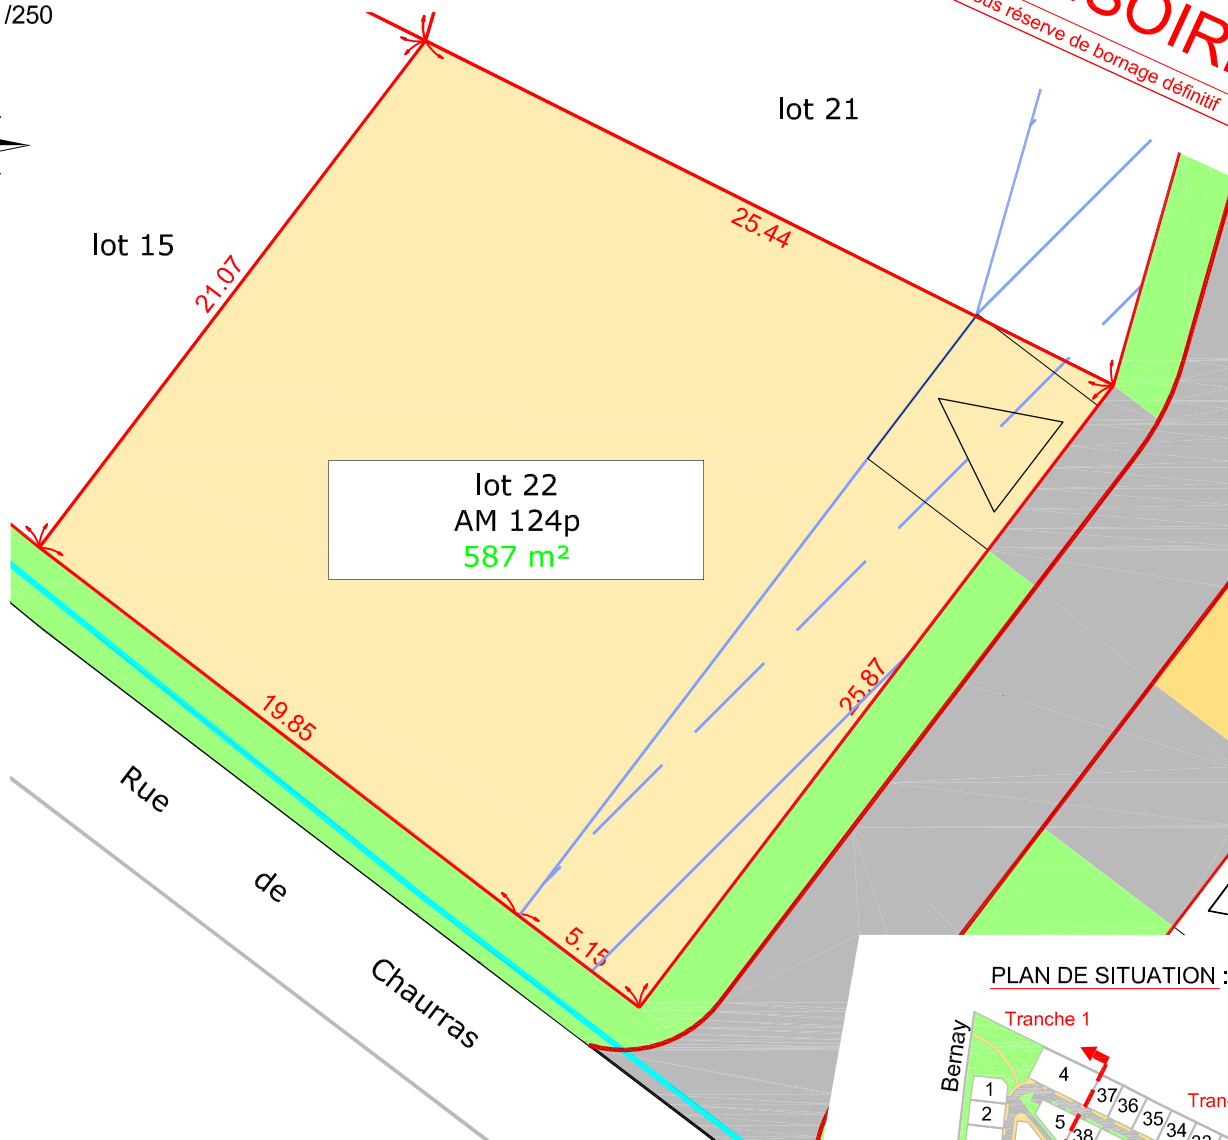 /250
sous réserve de bornage définitif
lot 21
25.44
lot 15
21.07
lot 22
AM 124p
587 m²
25.87
19.85
5.15
Rue
de
Chaurras
PLAN DE SITUATION :
Tranche 1
Bernay
4
37
36
35
34
1
2
5
38